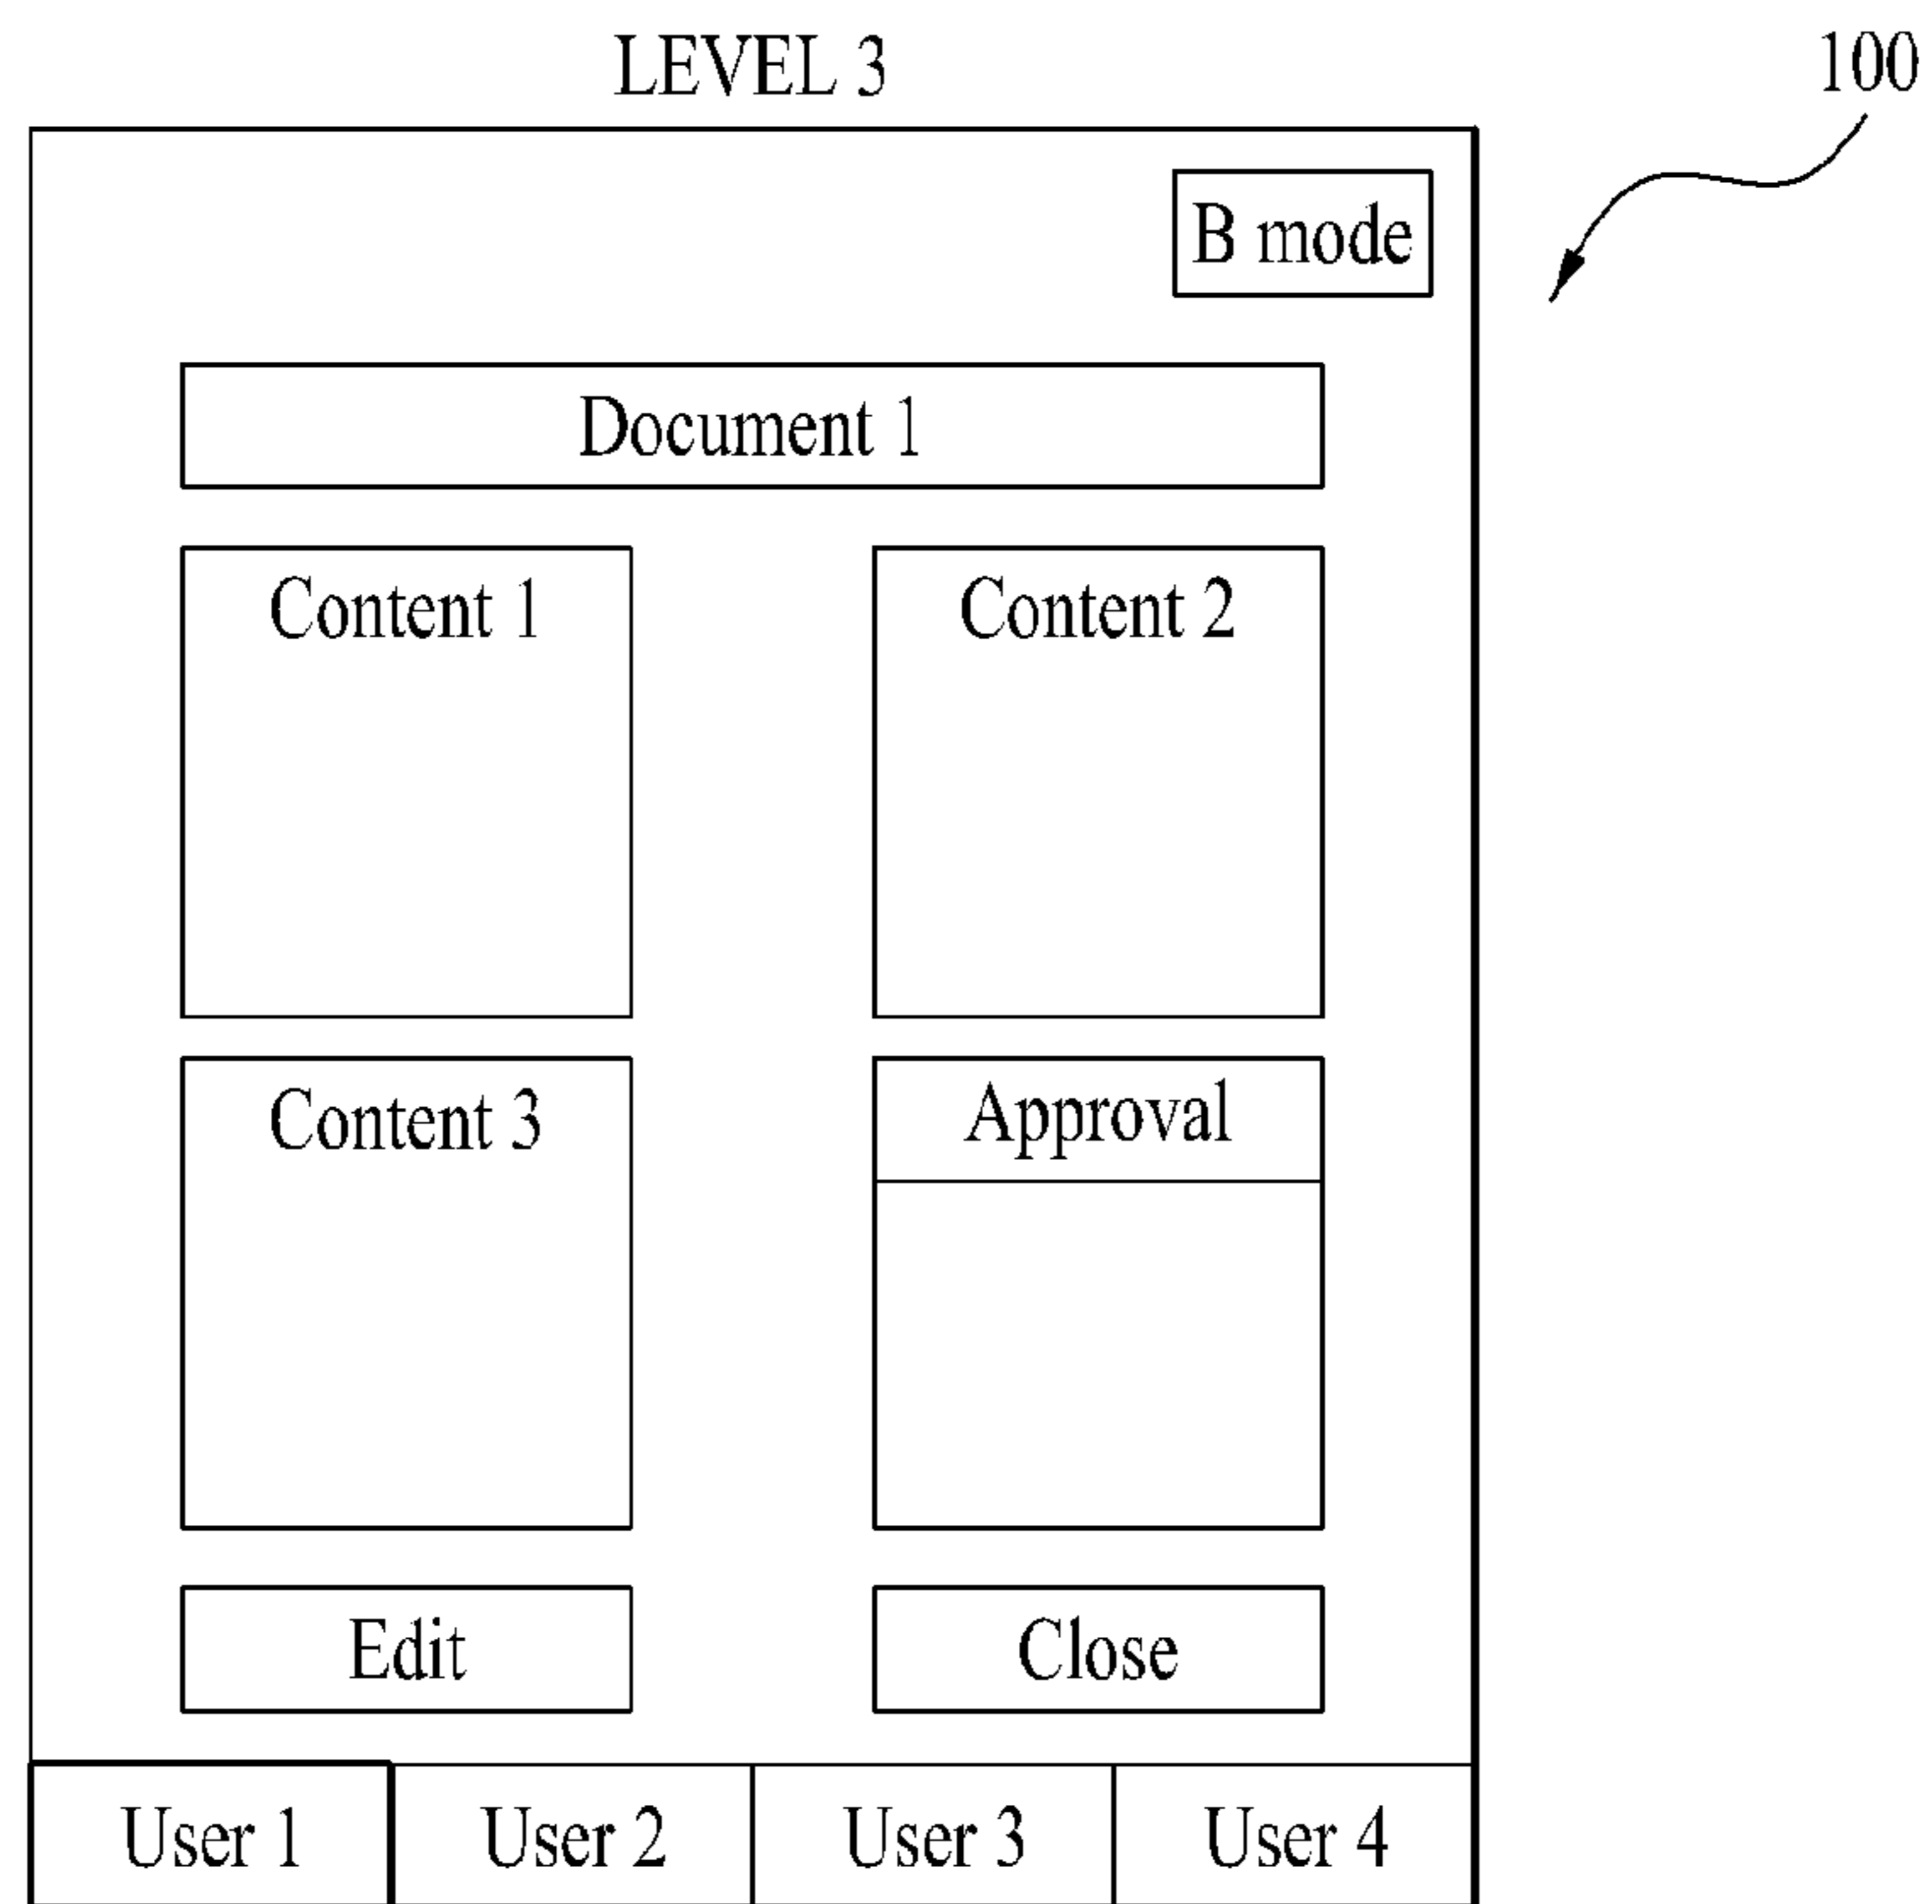 LEVEL 3
100
B mode
Document 1
Content 1
Content 2
Content 3
Approval
Edit
Close
User 1
User 2
User 3
User 4